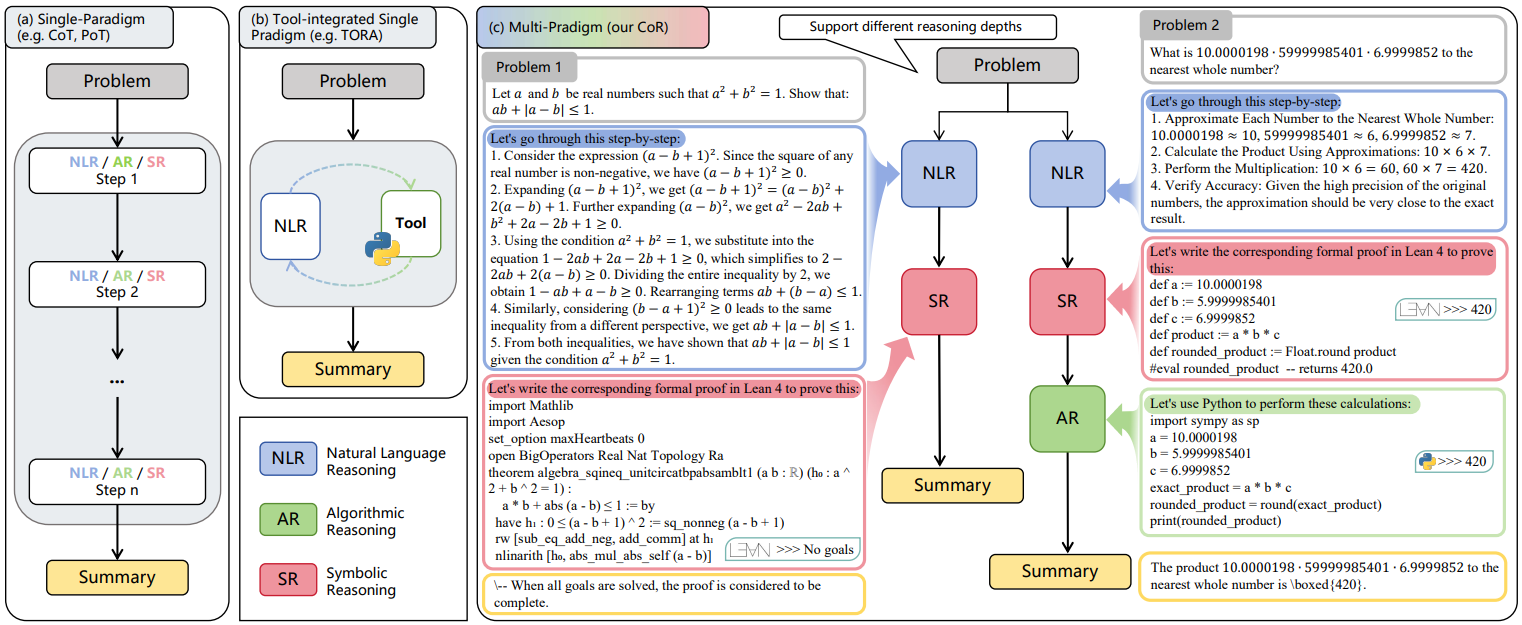 (a) Single-Paradigm
(e.g. CoT, PoT)
Problem
NLR / AR / SR
Step 1
NLR / AR / SR
Step 2
...
NLR / AR / SR
Step n
Summary
(b) Tool-integrated Single
Pradigm (e.g. TORA)
Problem
NLR
Tool
Summary
NLR
Natural Language
Reasoning
AR
Algorithmic
Reasoning
SR
Symbolic
Reasoning
(c) Multi-Pradigm (our CoR)
Support different reasoning depths
Problem 1
Let a and b be real numbers such that a² + b² = 1. Show that:
ab + |a − b| ≤ 1.
Let's go through this step-by-step:
1. Consider the expression (a − b + 1)². Since the square of any
real number is non-negative, we have (a − b + 1)² ≥ 0.
2. Expanding (a − b + 1)², we get (a − b + 1)² = (a − b)² +
2(a − b) + 1. Further expanding (a − b)², we get a² − 2ab +
b² + 2a − 2b + 1 ≥ 0.
3. Using the condition a² + b² = 1, we substitute into the
equation 1 − 2ab + 2a − 2b + 1 ≥ 0, which simplifies to 2 −
2ab + 2(a − b) ≥ 0. Dividing the entire inequality by 2, we
obtain 1 − ab + a − b ≥ 0. Rearranging terms ab + (b − a) ≤ 1.
4. Similarly, considering (b − a + 1)² ≥ 0 leads to the same
inequality from a different perspective, we get ab + |a − b| ≤ 1.
5. From both inequalities, we have shown that ab + |a − b| ≤ 1
given the condition a² + b² = 1.
Let's write the corresponding formal proof in Lean 4 to prove this:
import Mathlib
import Aesop
set_option maxHeartbeats 0
open BigOperators Real Nat Topology Ra
theorem algebra_sqineq_unitcircatbpabsamblt1 (a b : ℝ) (h₀ : a ^
2 + b ^ 2 = 1) :
a * b + abs (a - b) ≤ 1 := by
have h₁ : 0 ≤ (a - b + 1) ^ 2 := sq_nonneg (a - b + 1)
rw [sub_eq_add_neg, add_comm] at h₁
nlinarith [h₀, abs_mul_abs_self (a - b)]
L∃∀N >>> No goals
\-- When all goals are solved, the proof is considered to be
complete.
Problem
NLR
SR
Summary
NLR
SR
AR
Summary
Problem 2
What is 10.0000198 · 59999985401 · 6.9999852 to the
nearest whole number?
Let's go through this step-by-step:
1. Approximate Each Number to the Nearest Whole Number:
10.0000198 ≈ 10, 59999985401 ≈ 6, 6.9999852 ≈ 7.
2. Calculate the Product Using Approximations: 10 × 6 × 7.
3. Perform the Multiplication: 10 × 6 = 60, 60 × 7 = 420.
4. Verify Accuracy: Given the high precision of the original
numbers, the approximation should be very close to the exact
result.
Let's write the corresponding formal proof in Lean 4 to prove
this:
def a := 10.0000198
def b := 5.9999985401
def c := 6.9999852
def product := a * b * c
def rounded_product := Float.round product
#eval rounded_product -- returns 420.0
L∃∀N >>> 420
Let's use Python to perform these calculations:
import sympy as sp
a = 10.0000198
b = 5.9999985401
c = 6.9999852
exact_product = a * b * c
rounded_product = round(exact_product)
print(rounded_product)
>>> 420
The product 10.0000198 · 59999985401 · 6.9999852 to the
nearest whole number is \boxed{420}.